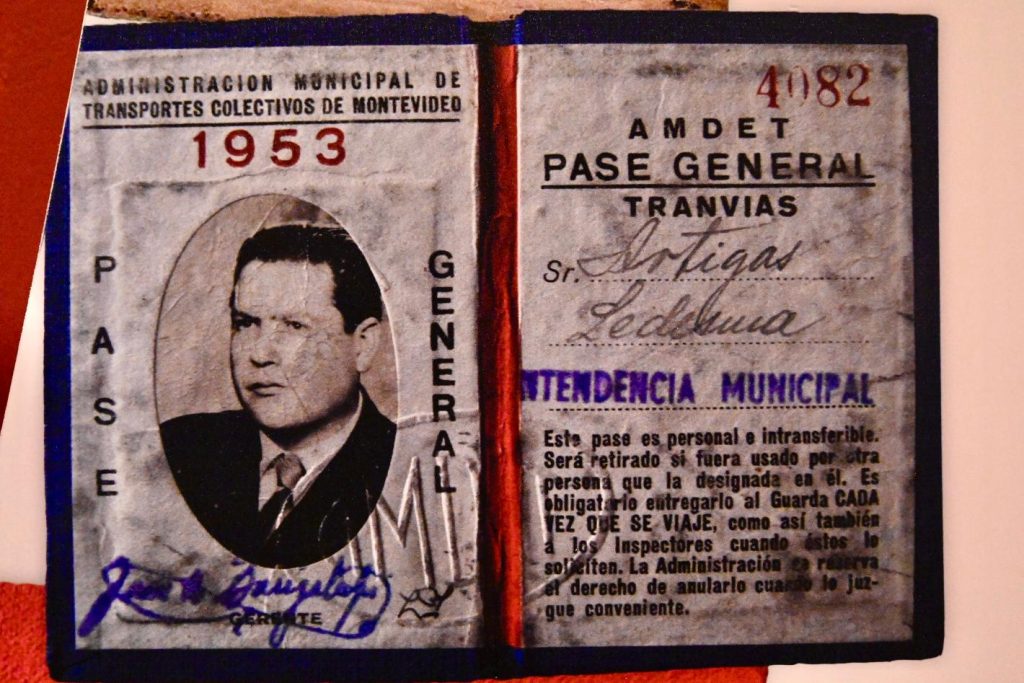 ADMINISTRACION MUNICIPAL DE
TRANSPORTES COLECTIVOS DE MONTEVIDEO
1953
PASE
GENERAL
GERENTE
4082
AMDET
PASE GENERAL
TRANVIAS
Sr. Artigas
Ledesma
INTENDENCIA MUNICIPAL
Este pase es personal e intransferible.
Será retirado si fuera usado por otra
persona que la designada en él. Es
obligatorio entregarlo al Guarda CADA
VEZ QUE SE VIAJE, como así también
a los Inspectores cuando éstos lo
soliciten. La Administración se reserva
el derecho de anularlo cuando lo juz-
gue conveniente.